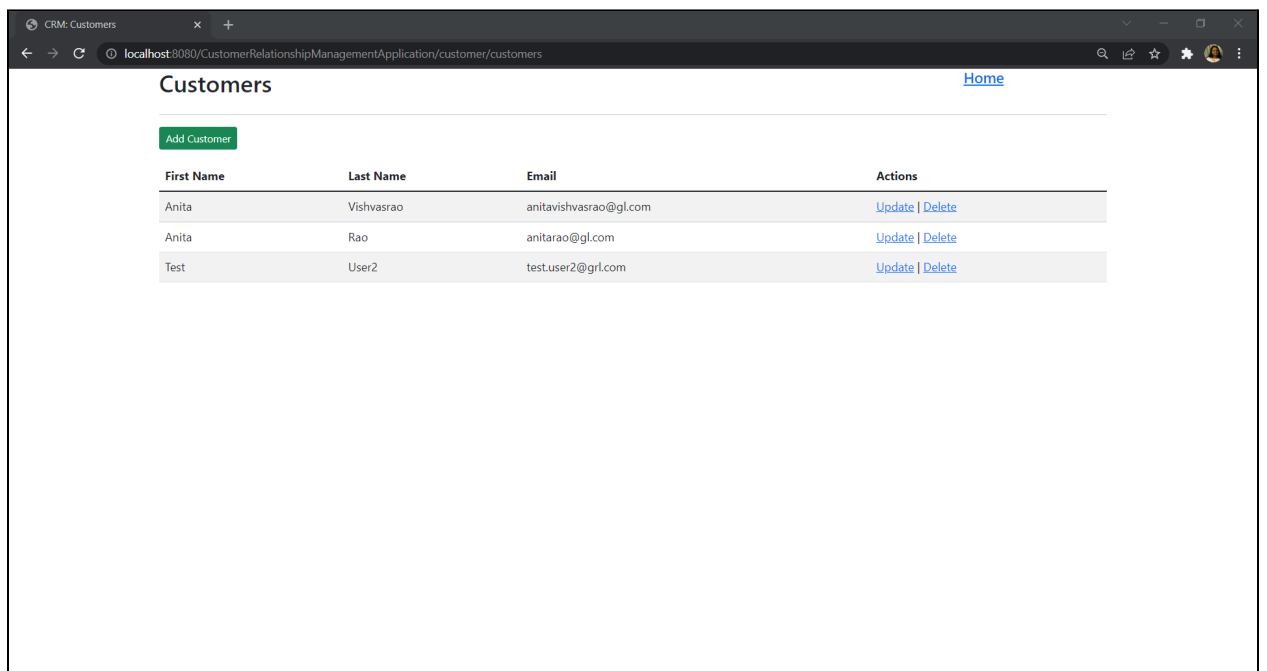 CRM: Customers
localhost:8080/CustomerRelationshipManagementApplication/customer/customers
Customers Home
Add Customer
First Name Last Name Email Actions
Anita Vishvasrao anitavishvasrao@gl.com Update | Delete
Anita Rao anitarao@gl.com Update | Delete
Test User2 test.user2@grl.com Update | Delete